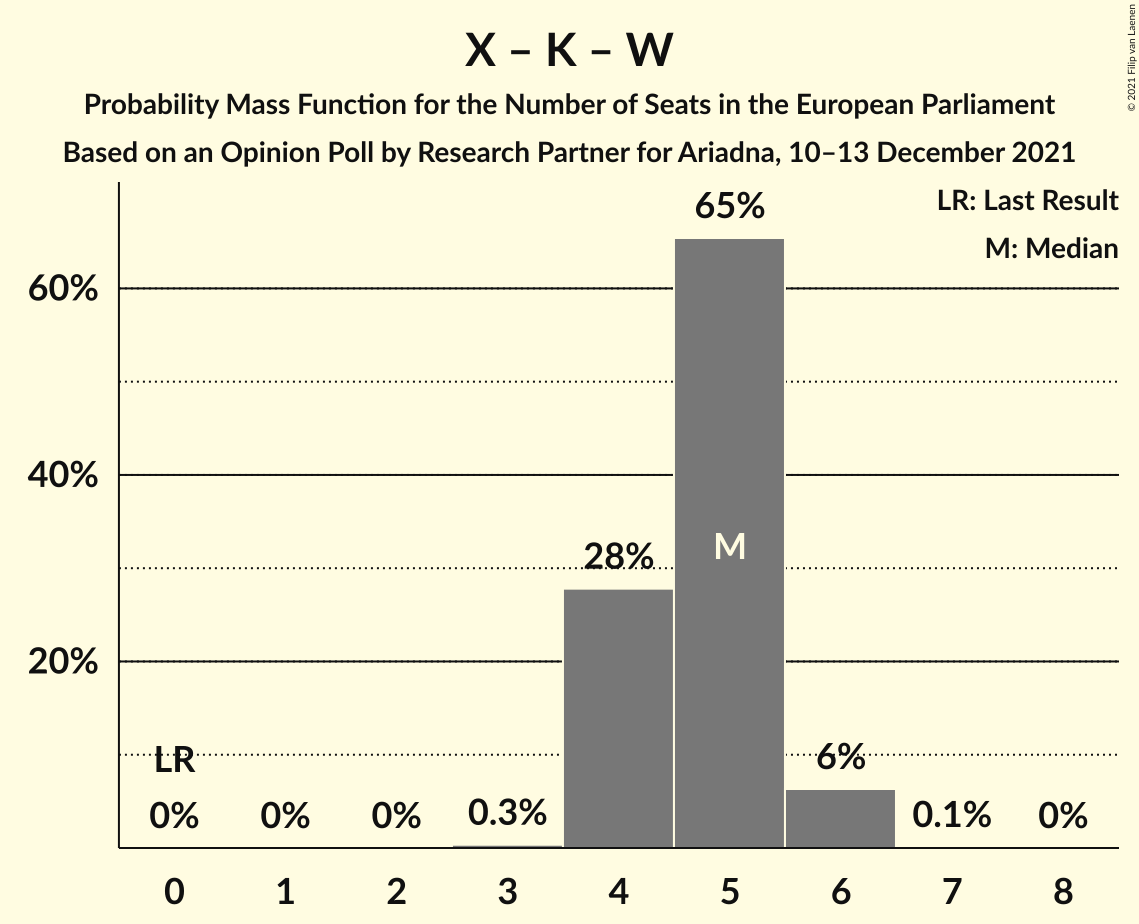 X – K – W
Probability Mass Function for the Number of Seats in the European Parliament
Based on an Opinion Poll by Research Partner for Ariadna, 10–13 December 2021
© 2021 Filip van Laenen
LR: Last Result
M: Median
65%
60%
40%
28%
M
20%
LR
6%
0% 0% 0% 0.3% 0.1% 0%
0 1 2 3 4 5 6 7 8